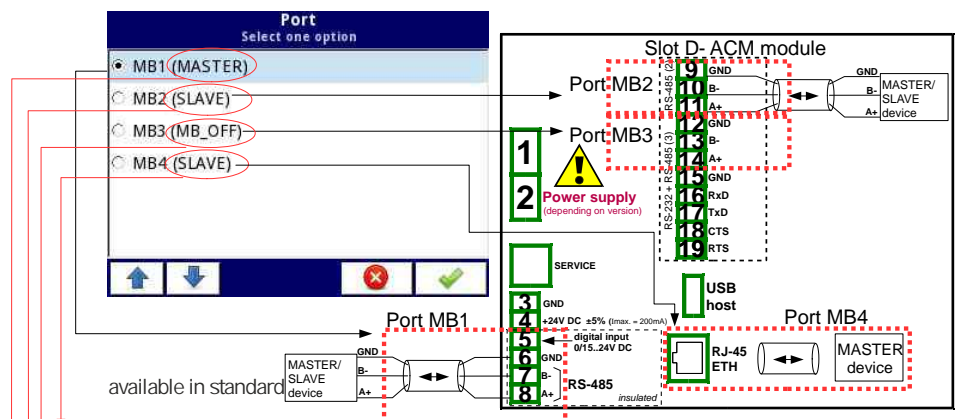 Port
Select one option
MB1 (MASTER)
MB2 (SLAVE)
MB3 (MB_OFF)
MB4 (SLAVE)
Slot D- ACM module
Port MB2
RS-485 (2)
9 GND
10 B-
11 A+
GND
B-
A+
MASTER/
SLAVE
device
Port MB3
RS-232 + RS-485 (3)
12 GND
13 B-
14 A+
15 GND
16 RxD
17 TxD
18 CTS
19 RTS
1
2
Power supply
(depending on version)
SERVICE
USB
host
3 GND
4 +24V DC ±5% (Imax. = 200mA)
5 digital input
0/15..24V DC
6 GND
7 B-
8 A+
RS-485
insulated
Port MB1
MASTER/
SLAVE
device
GND
B-
A+
available in standard
Port MB4
RJ-45
ETH
MASTER
device